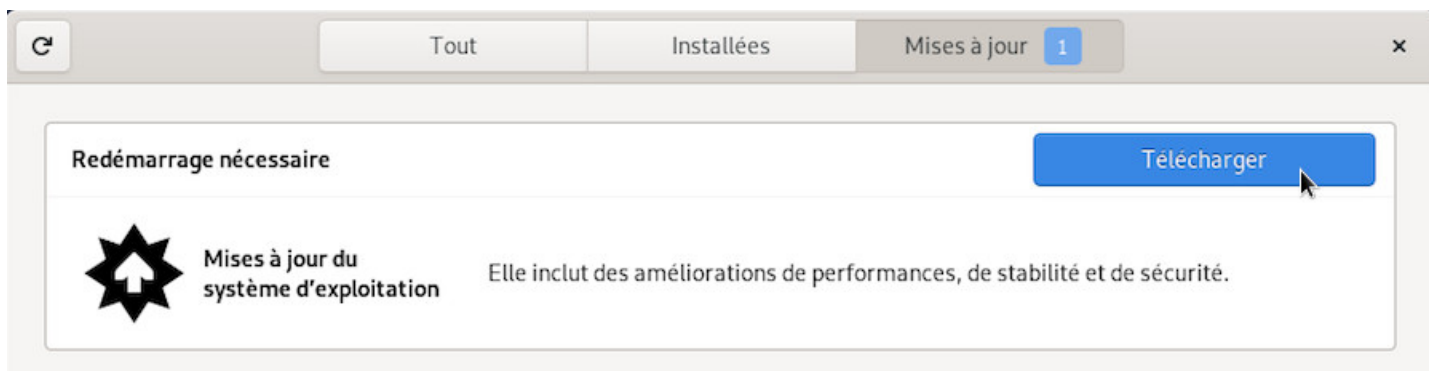 Tout
Installées
Mises à jour 1
Redémarrage nécessaire
Télécharger
Mises à jour du
système d'exploitation
Elle inclut des améliorations de performances, de stabilité et de sécurité.